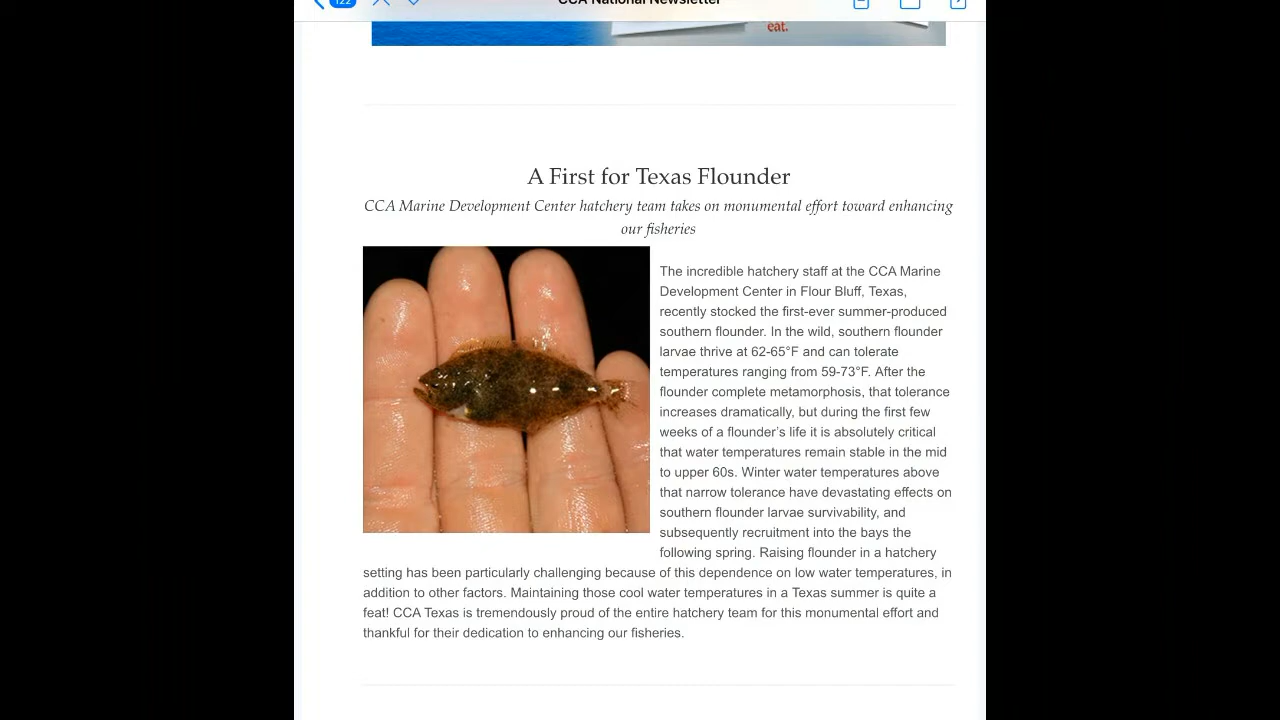 122
CCA National Newsletter
eat.
A First for Texas Flounder
CCA Marine Development Center hatchery team takes on monumental effort toward enhancing
our fisheries
The incredible hatchery staff at the CCA Marine
Development Center in Flour Bluff, Texas,
recently stocked the first-ever summer-produced
southern flounder. In the wild, southern flounder
larvae thrive at 62-65°F and can tolerate
temperatures ranging from 59-73°F. After the
flounder complete metamorphosis, that tolerance
increases dramatically, but during the first few
weeks of a flounder’s life it is absolutely critical
that water temperatures remain stable in the mid
to upper 60s. Winter water temperatures above
that narrow tolerance have devastating effects on
southern flounder larvae survivability, and
subsequently recruitment into the bays the
following spring. Raising flounder in a hatchery
setting has been particularly challenging because of this dependence on low water temperatures, in
addition to other factors. Maintaining those cool water temperatures in a Texas summer is quite a
feat! CCA Texas is tremendously proud of the entire hatchery team for this monumental effort and
thankful for their dedication to enhancing our fisheries.